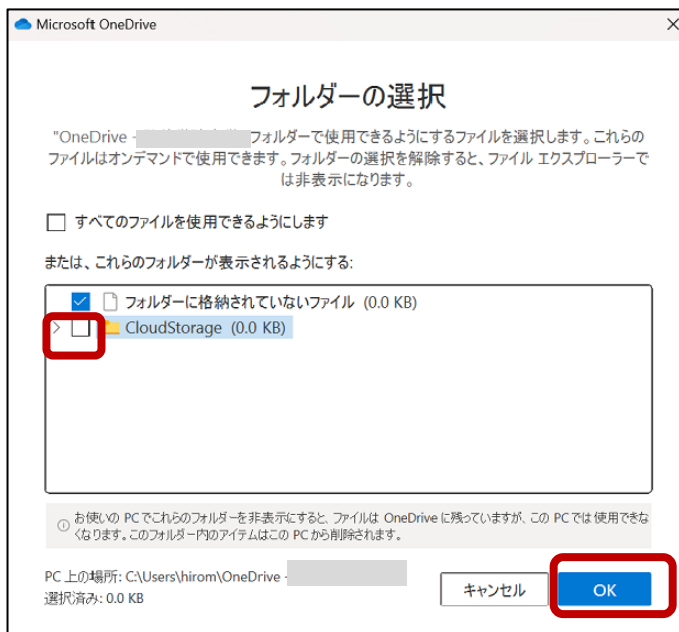 Microsoft OneDrive
フォルダーの選択
"OneDrive - フォルダーで使用できるようにするファイルを選択します。これらの
ファイルはオンデマンドで使用できます。フォルダーの選択を解除すると、ファイル エクスプローラーで
は非表示になります。
すべてのファイルを使用できるようにします
または、これらのフォルダーが表示されるようにする:
フォルダーに格納されていないファイル (0.0 KB)
CloudStorage (0.0 KB)
お使いの PC でこれらのフォルダーを非表示にすると、ファイルは OneDrive に残っていますが、この PC では使用できな
くなります。このフォルダー内のアイテムはこの PC から削除されます。
PC 上の場所: C:\Users\hirom\OneDrive -
選択済み: 0.0 KB
キャンセル
OK